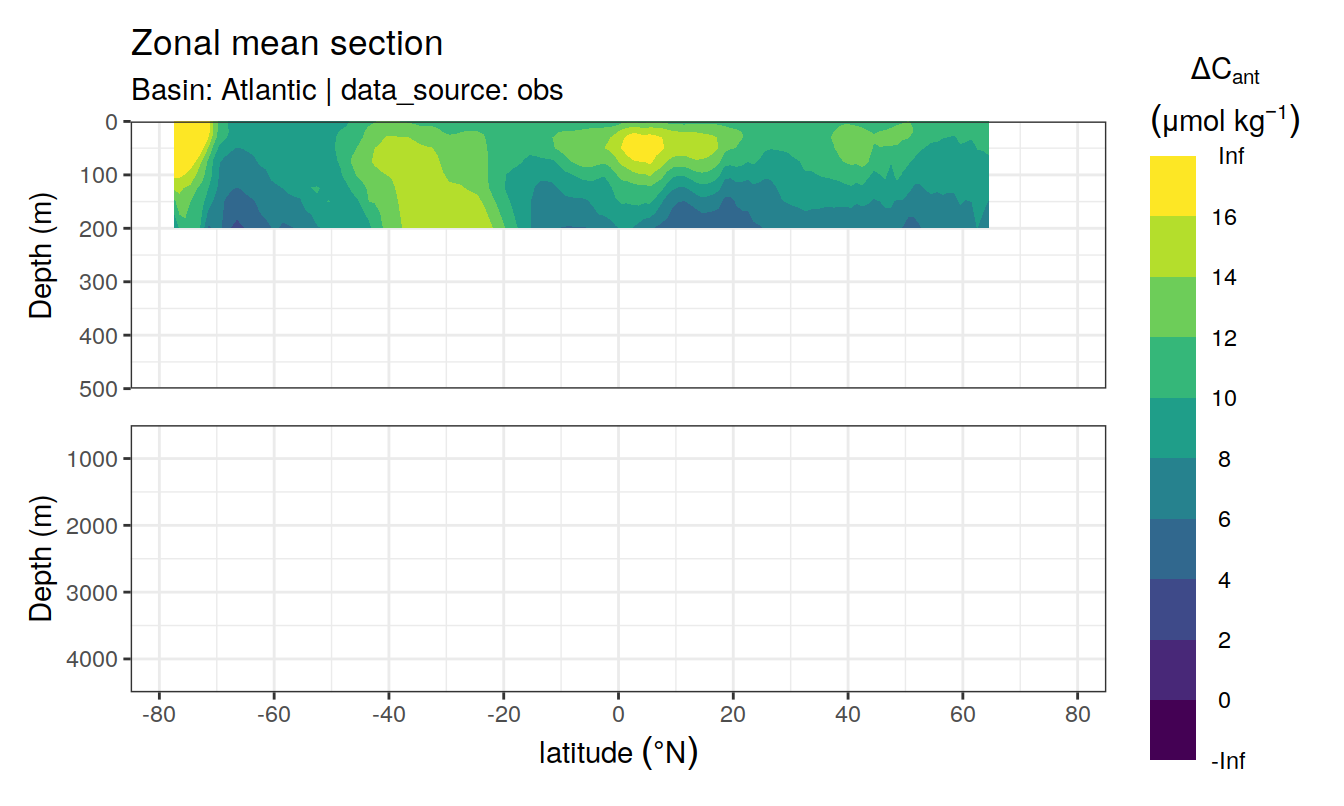 Zonal mean section
Basin: Atlantic | data_source: obs
Depth (m)
0
100
200
300
400
500
Depth (m)
1000
2000
3000
4000
-80 -60 -40 -20 0 20 40 60 80
latitude (°N)
ΔCant
(μmol kg⁻¹)
Inf
16
14
12
10
8
6
4
2
0
-Inf